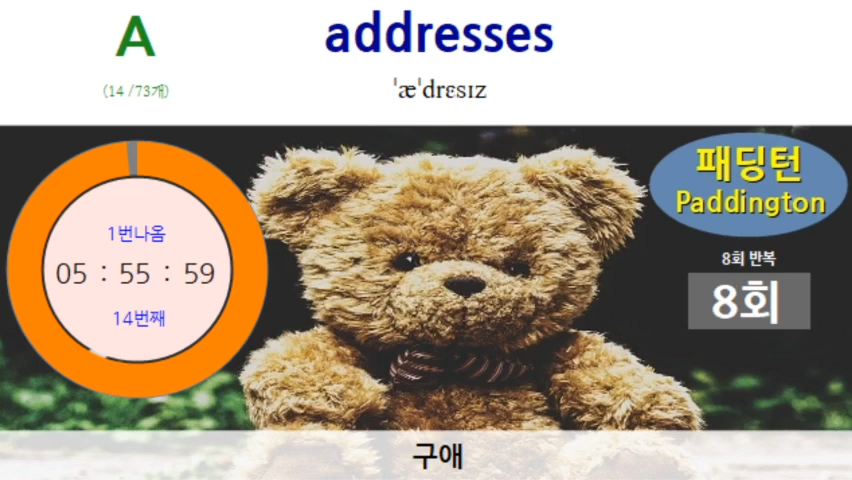 A
(14 /73개)
addresses
ˈæˈdrɛsɪz
패딩턴
Paddington
8회 반복
8회
1번나옴
05 : 55 : 59
14번째
구애